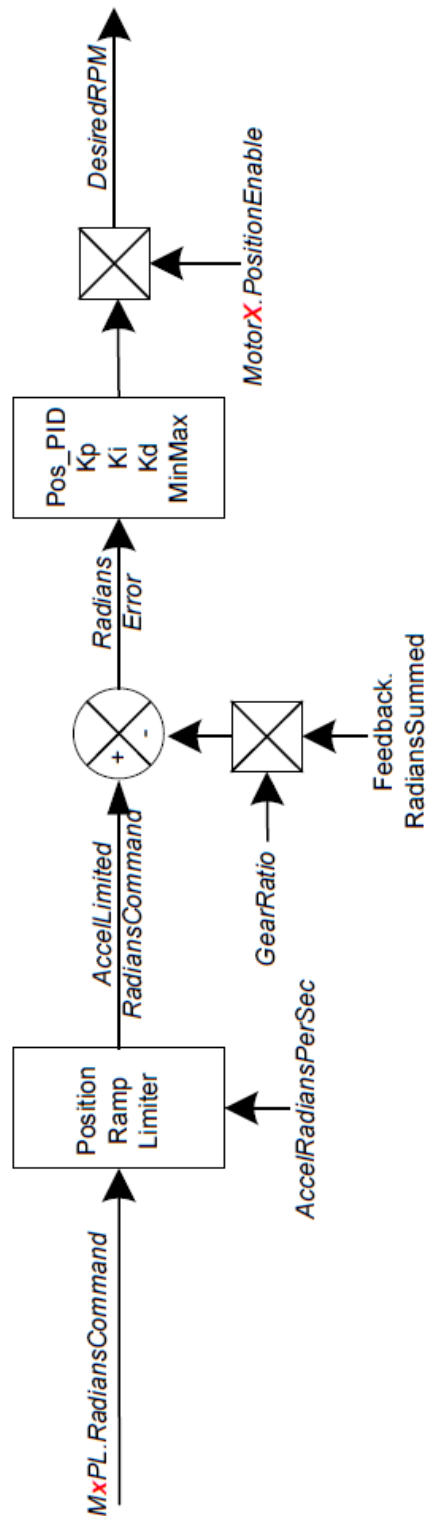 MxPL.RadiansCommand
Position
Ramp
Limiter
AccelRadiansPerSec
AccelLimited
RadiansCommand
+
-
GearRatio
Feedback.
RadiansSummed
Radians
Error
Pos_PID
Kp
Ki
Kd
MinMax
MotorX.PositionEnable
DesiredRPM